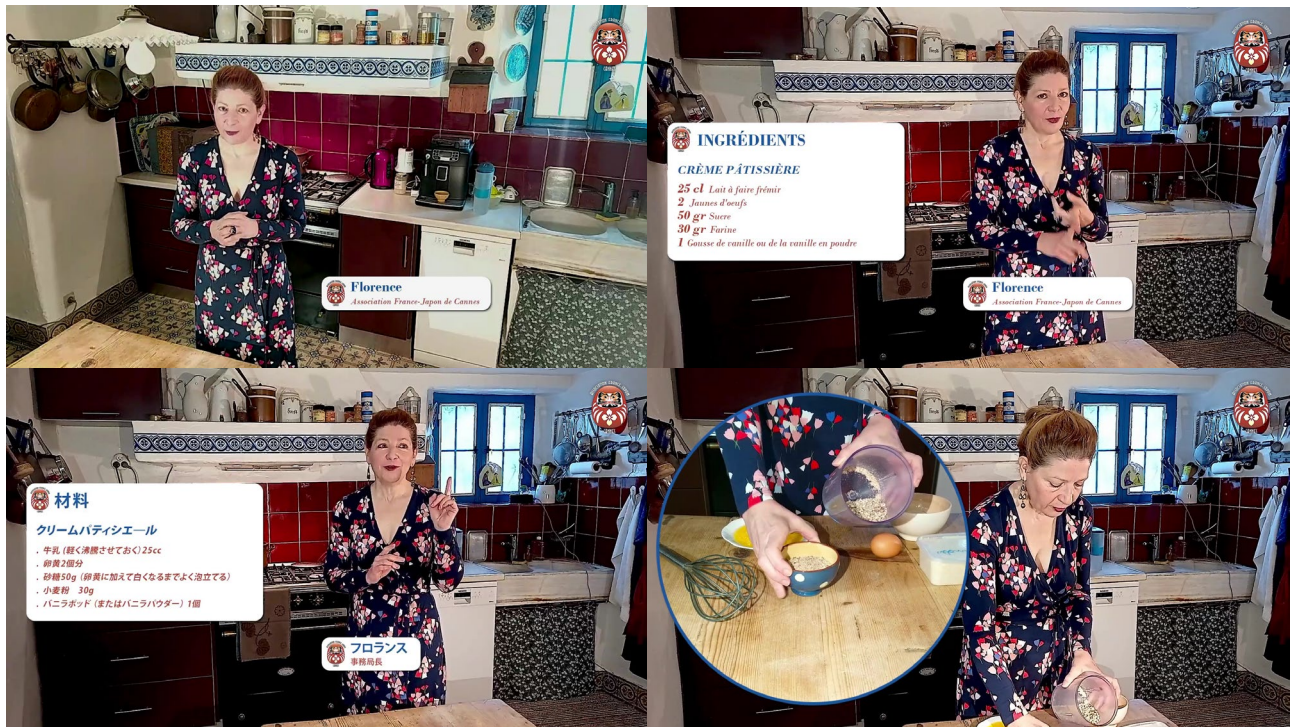 Florence
Association France-Japon de Cannes
INGRÉDIENTS
CRÈME PÂTISSIÈRE
25 cl Lait à faire frémir
2 Jaunes d'oeufs
50 gr Sucre
30 gr Farine
1 Gousse de vanille ou de la vanille en poudre
Florence
Association France-Japon de Cannes
材料
クリームパティシエール
. 牛乳（軽く沸騰させておく）25cc
. 卵黄2個分
. 砂糖50g（卵黄に加えて白くなるまでよく泡立てる）
. 小麦粉 30g
. バニラポッド（またはバニラパウダー）1個
フロランス
事務局長